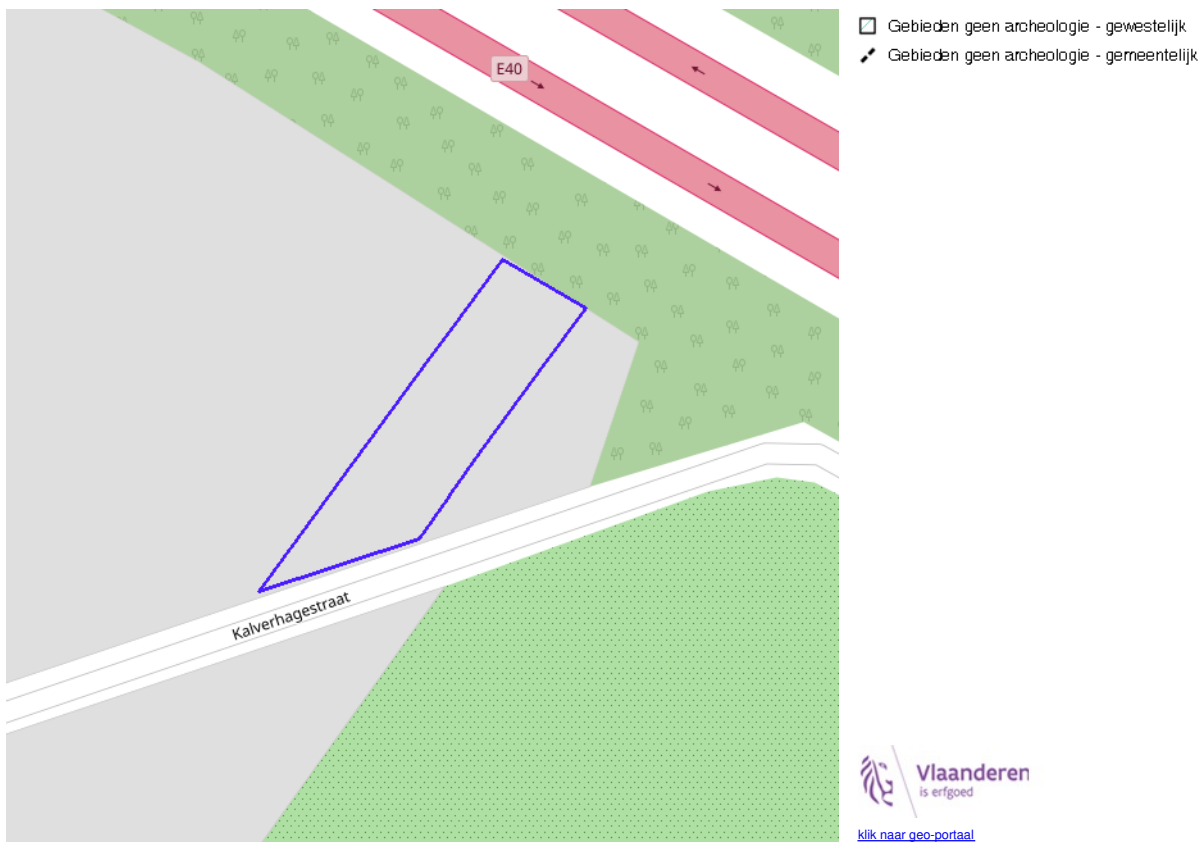 E40
Kalverhagestraat
Gebieden geen archeologie - gewestelijk
Gebieden geen archeologie - gemeentelijk
Vlaanderen
is erfgoed
klik naar geo-portaal